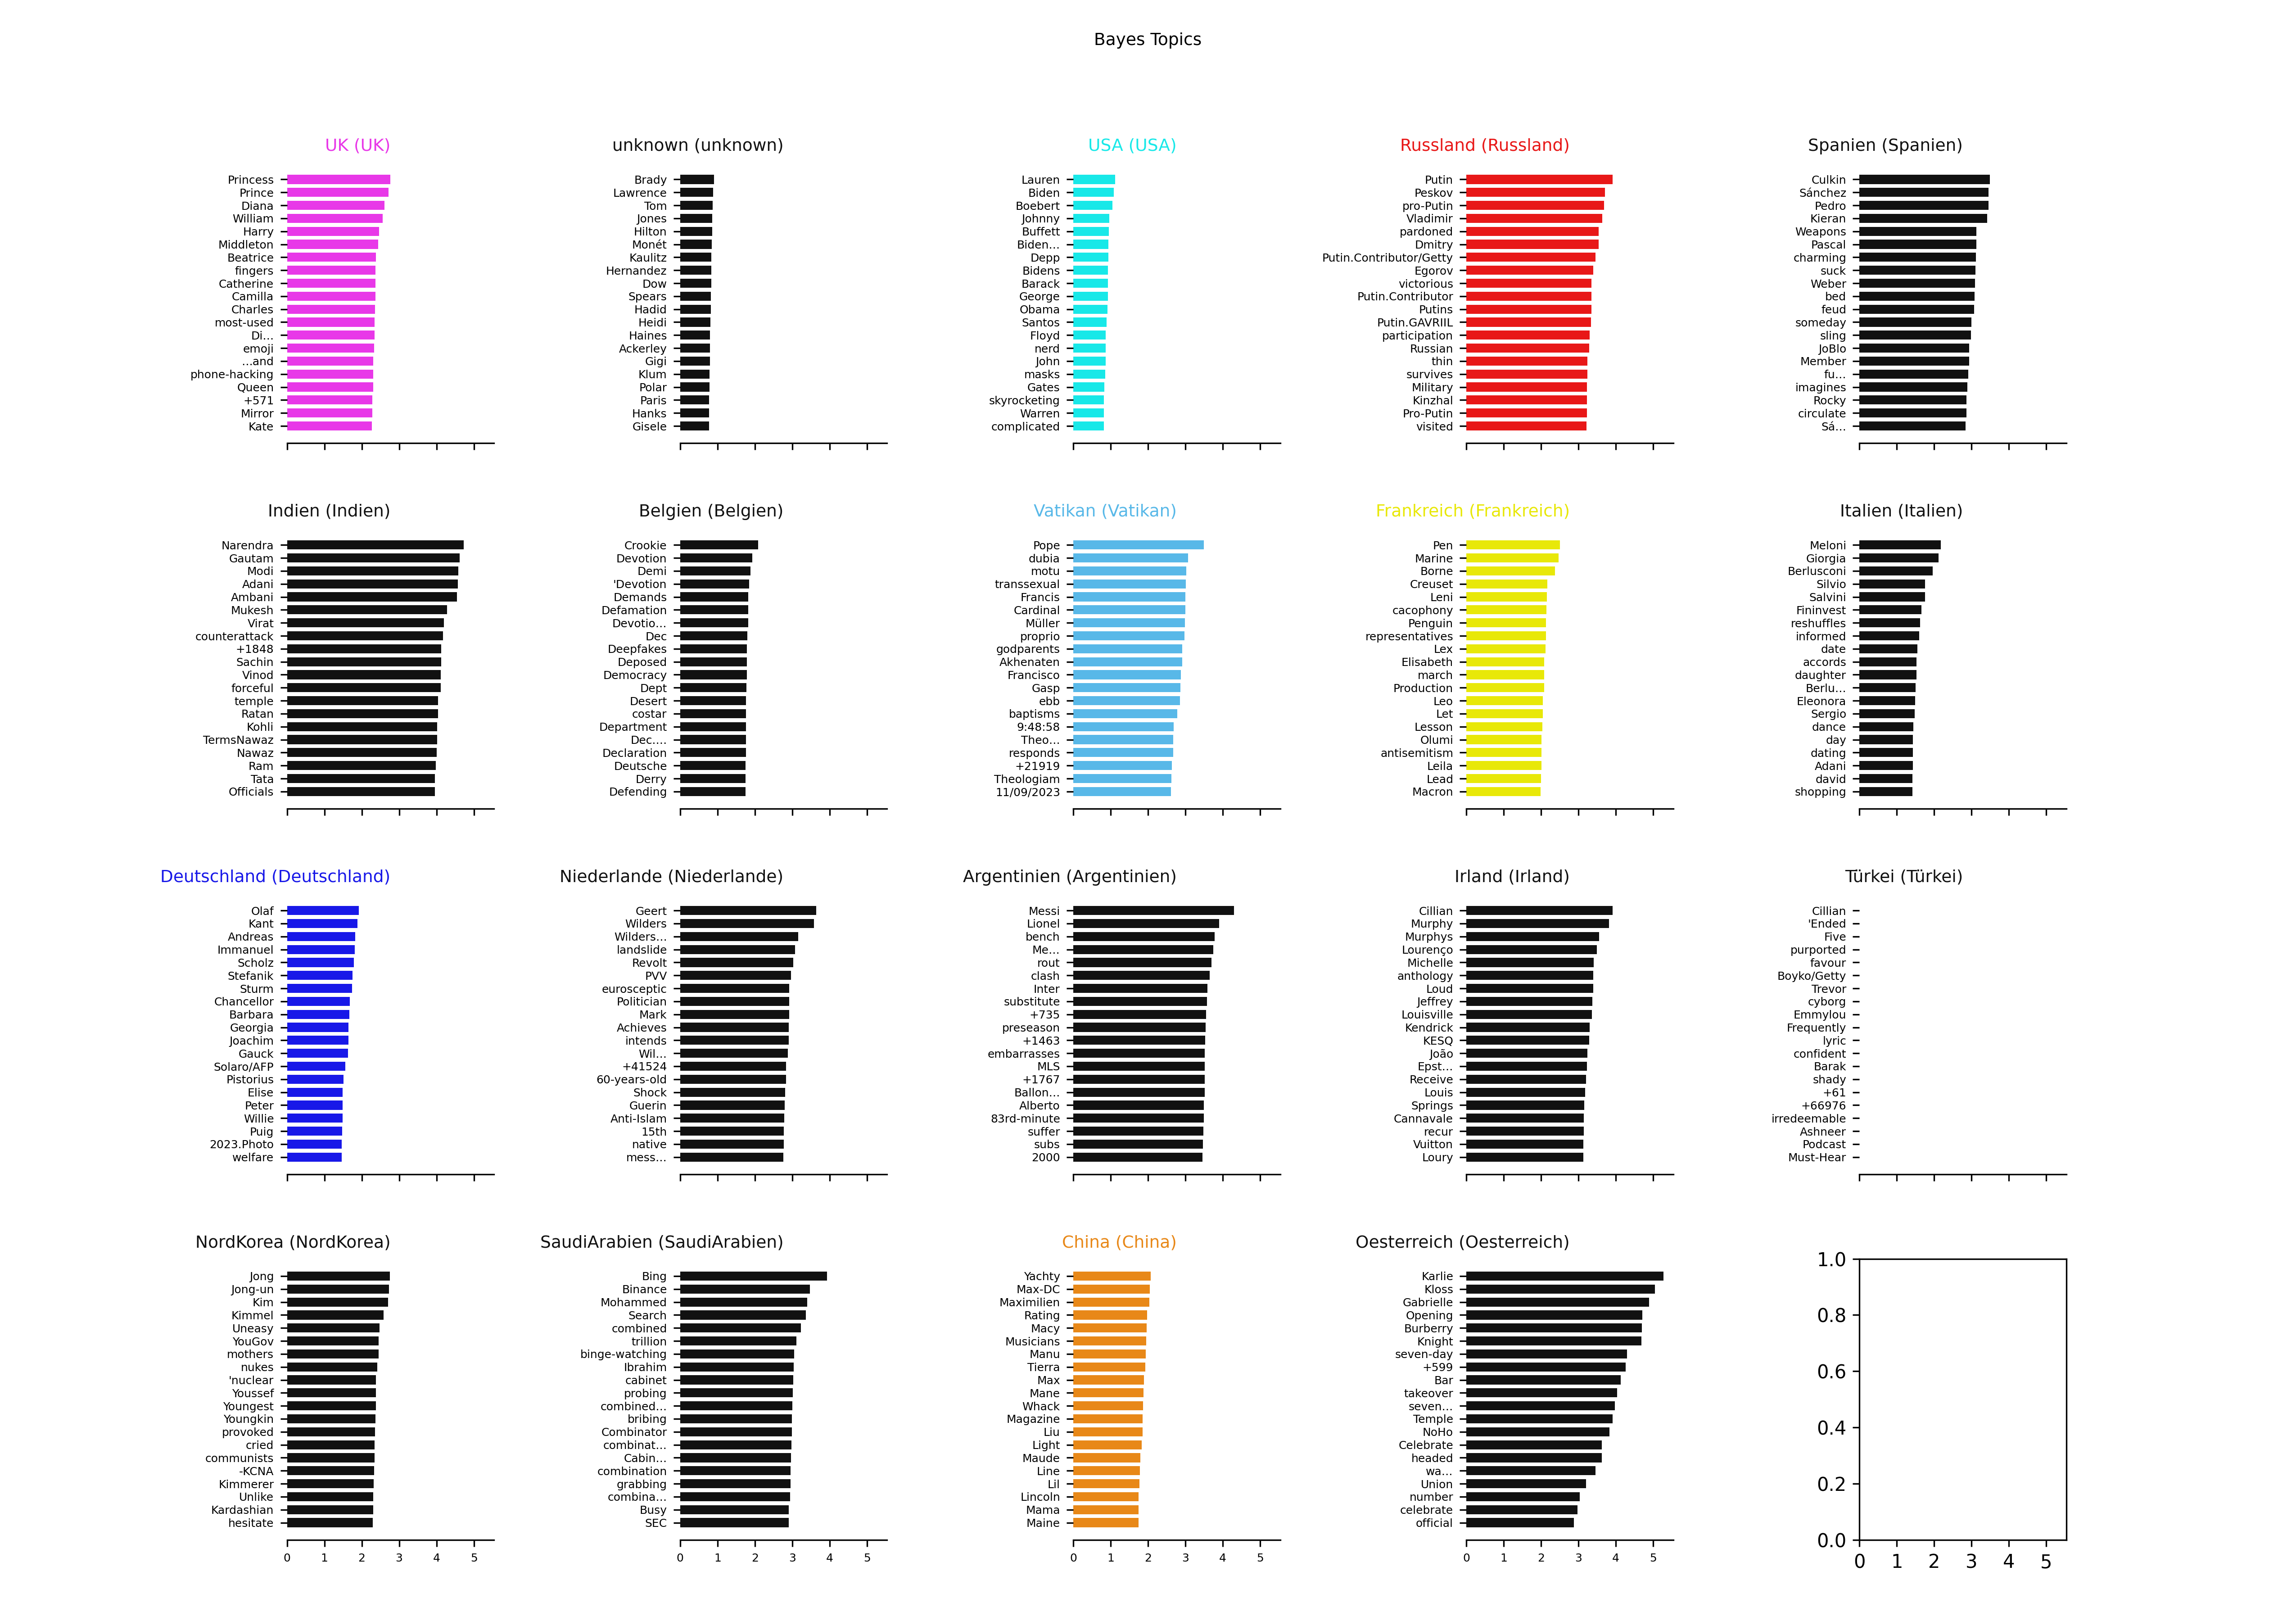 Bayes Topics
UK (UK)
Princess
Prince
Diana
William
Harry
Middleton
Beatrice
fingers
Catherine
Camilla
Charles
most-used
Di...
emoji
...and
phone-hacking
Queen
+571
Mirror
Kate
unknown (unknown)
Brady
Lawrence
Tom
Jones
Hilton
Monét
Kaulitz
Hernandez
Dow
Spears
Hadid
Heidi
Haines
Ackerley
Gigi
Klum
Polar
Paris
Hanks
Gisele
USA (USA)
Lauren
Biden
Boebert
Johnny
Buffett
Biden...
Depp
Bidens
Barack
George
Obama
Santos
Floyd
nerd
John
masks
Gates
skyrocketing
Warren
complicated
Russland (Russland)
Putin
Peskov
pro-Putin
Vladimir
pardoned
Dmitry
Putin.Contributor/Getty
Egorov
victorious
Putin.Contributor
Putins
Putin.GAVRIIL
participation
Russian
thin
survives
Military
Kinzhal
Pro-Putin
visited
Spanien (Spanien)
Culkin
Sánchez
Pedro
Kieran
Weapons
Pascal
charming
suck
Weber
bed
feud
someday
sling
JoBlo
Member
fu...
imagines
Rocky
circulate
Sá...
Indien (Indien)
Narendra
Gautam
Modi
Adani
Ambani
Mukesh
Virat
counterattack
+1848
Sachin
Vinod
forceful
temple
Ratan
Kohli
TermsNawaz
Nawaz
Ram
Tata
Officials
Belgien (Belgien)
Crookie
Devotion
Demi
'Devotion
Demands
Defamation
Devotio...
Dec
Deepfakes
Deposed
Democracy
Dept
Desert
costar
Department
Dec....
Declaration
Deutsche
Derry
Defending
Vatikan (Vatikan)
Pope
dubia
motu
transsexual
Francis
Cardinal
Müller
proprio
godparents
Akhenaten
Francisco
Gasp
ebb
baptisms
9:48:58
Theo...
responds
+21919
Theologiam
11/09/2023
Frankreich (Frankreich)
Pen
Marine
Borne
Creuset
Leni
cacophony
Penguin
representatives
Lex
Elisabeth
march
Production
Leo
Let
Lesson
Olumi
antisemitism
Leila
Lead
Macron
Italien (Italien)
Meloni
Giorgia
Berlusconi
Silvio
Salvini
Fininvest
reshuffles
informed
date
accords
daughter
Berlu...
Eleonora
Sergio
dance
day
dating
Adani
david
shopping
Deutschland (Deutschland)
Olaf
Kant
Andreas
Immanuel
Scholz
Stefanik
Sturm
Chancellor
Barbara
Georgia
Joachim
Gauck
Solaro/AFP
Pistorius
Elise
Peter
Willie
Puig
2023.Photo
welfare
Niederlande (Niederlande)
Geert
Wilders
Wilders...
landslide
Revolt
PVV
eurosceptic
Politician
Mark
Achieves
intends
Wil...
+41524
60-years-old
Shock
Guerin
Anti-Islam
15th
native
mess...
Argentinien (Argentinien)
Messi
Lionel
bench
Me...
rout
clash
Inter
substitute
+735
preseason
+1463
embarrasses
MLS
+1767
Ballon...
Alberto
83rd-minute
suffer
subs
2000
Irland (Irland)
Cillian
Murphy
Murphys
Lourenço
Michelle
anthology
Loud
Jeffrey
Louisville
Kendrick
KESQ
João
Epst...
Receive
Louis
Springs
Cannavale
recur
Vuitton
Loury
Türkei (Türkei)
Cillian
'Ended
Five
purported
favour
Boyko/Getty
Trevor
cyborg
Emmylou
Frequently
lyric
confident
Barak
shady
+61
+66976
irredeemable
Ashneer
Podcast
Must-Hear
NordKorea (NordKorea)
Jong
Jong-un
Kim
Kimmel
Uneasy
YouGov
mothers
nukes
'nuclear
Youssef
Youngest
Youngkin
provoked
cried
communists
-KCNA
Kimmerer
Unlike
Kardashian
hesitate
0 1 2 3 4 5
SaudiArabien (SaudiArabien)
Bing
Binance
Mohammed
Search
combined
trillion
binge-watching
Ibrahim
cabinet
probing
combined...
bribing
Combinator
combinat...
Cabin...
combination
grabbing
combina...
Busy
SEC
0 1 2 3 4 5
China (China)
Yachty
Max-DC
Maximilien
Rating
Macy
Musicians
Manu
Tierra
Max
Mane
Whack
Magazine
Liu
Light
Maude
Line
Lil
Lincoln
Mama
Maine
0 1 2 3 4 5
Oesterreich (Oesterreich)
Karlie
Kloss
Gabrielle
Opening
Burberry
Knight
seven-day
+599
Bar
takeover
seven...
Temple
NoHo
Celebrate
headed
wa...
Union
number
celebrate
official
0 1 2 3 4 5
1.0
0.8
0.6
0.4
0.2
0.0
0 1 2 3 4 5